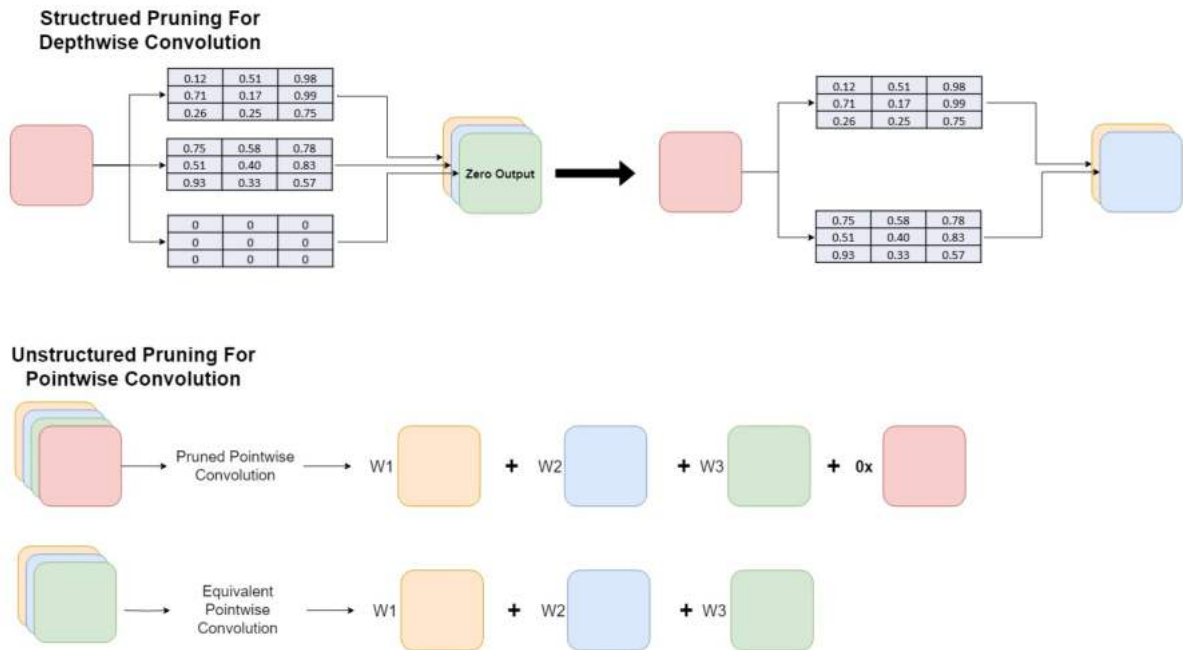 Structrued Pruning For
Depthwise Convolution
0.12 0.51 0.98
0.71 0.17 0.99
0.26 0.25 0.75
0.75 0.58 0.78
0.51 0.40 0.83
0.93 0.33 0.57
0 0 0
0 0 0
0 0 0
Zero Output
0.12 0.51 0.98
0.71 0.17 0.99
0.26 0.25 0.75
0.75 0.58 0.78
0.51 0.40 0.83
0.93 0.33 0.57
Unstructured Pruning For
Pointwise Convolution
Pruned Pointwise
Convolution
W1 + W2 + W3 + 0x
Equivalent
Pointwise
Convolution
W1 + W2 + W3